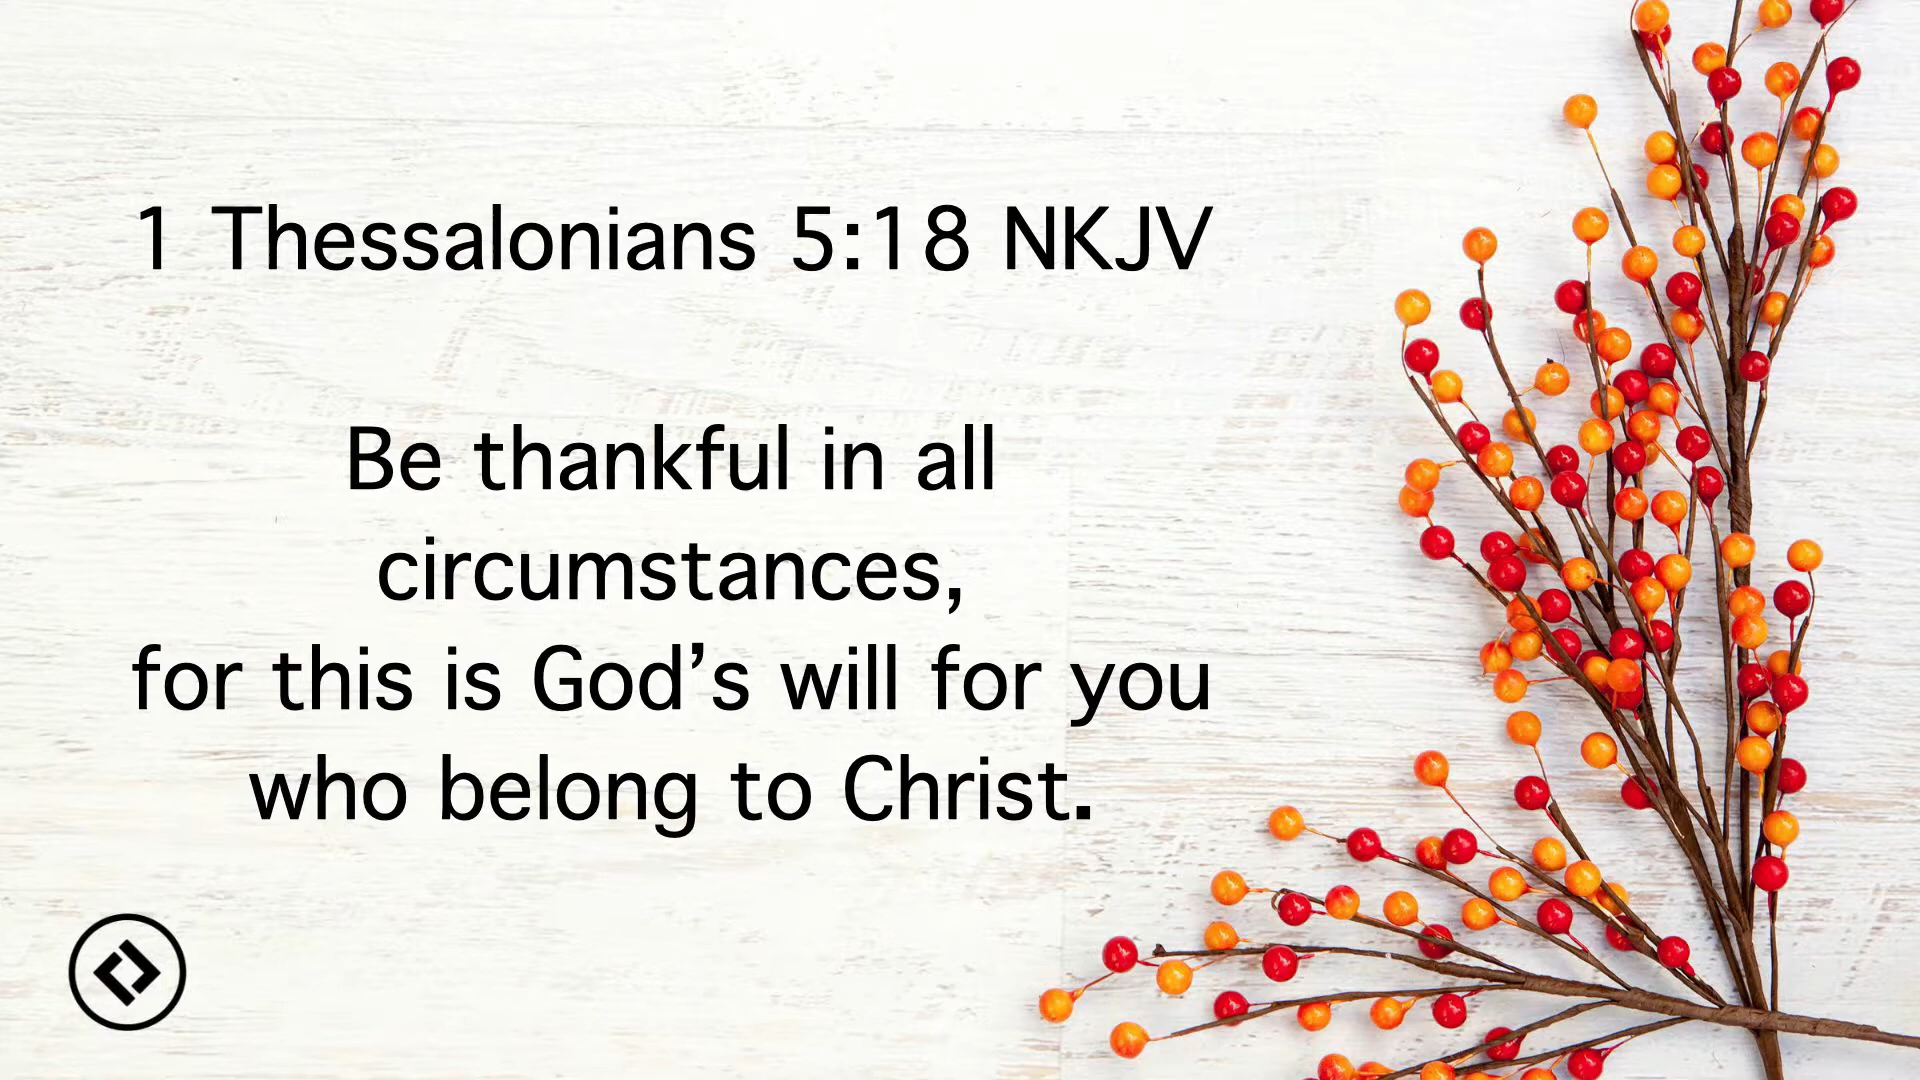 1 Thessalonians 5:18 NKJV
Be thankful in all
circumstances,
for this is God’s will for you
who belong to Christ.